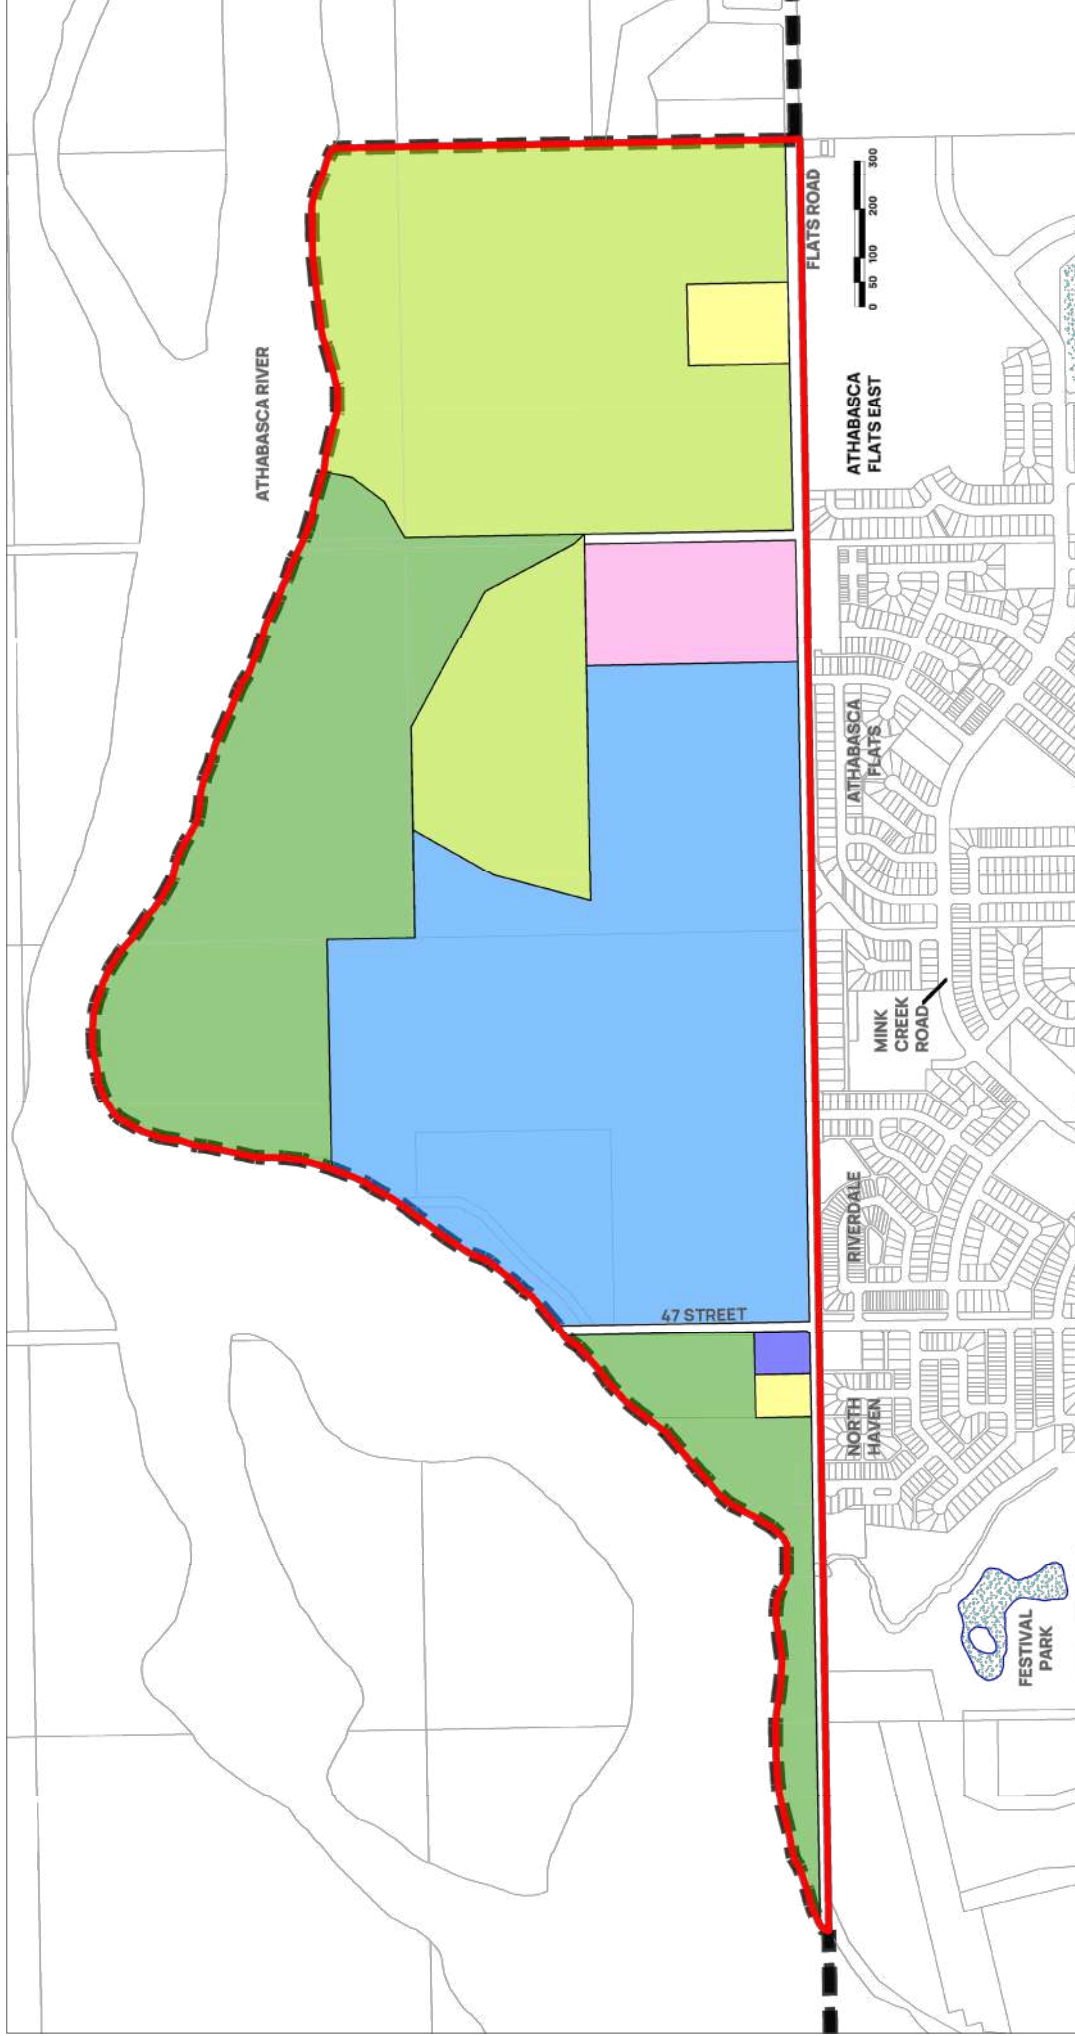 ATHABASCA RIVER
FLATS ROAD
0 50 100 200 300
ATHABASCA
FLATS EAST
ATHABASCA
FLATS
MINK
CREEK
ROAD
RIVERDALE
47 STREET
NORTH
HAVEN
FESTIVAL
PARK